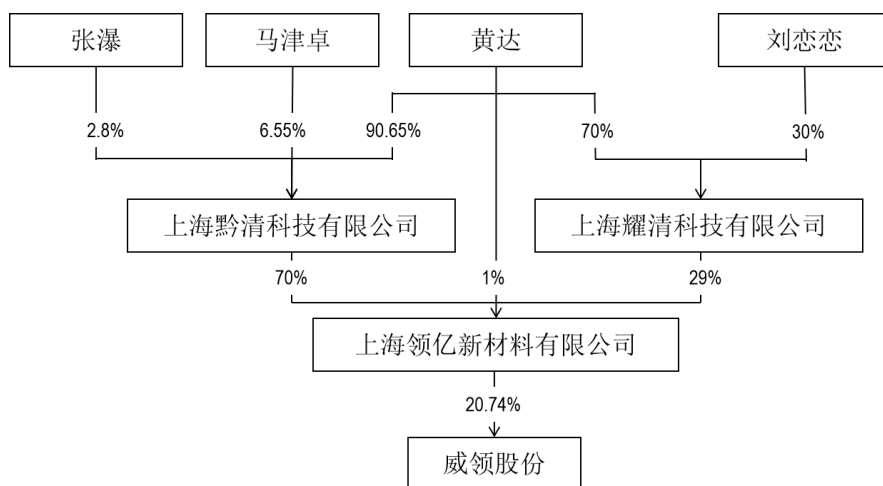 张瀑
马津卓
黄达
刘恋恋
2.8%
6.55%
90.65%
70%
30%
上海黔清科技有限公司
上海耀清科技有限公司
70%
1%
29%
上海领亿新材料有限公司
20.74%
威领股份